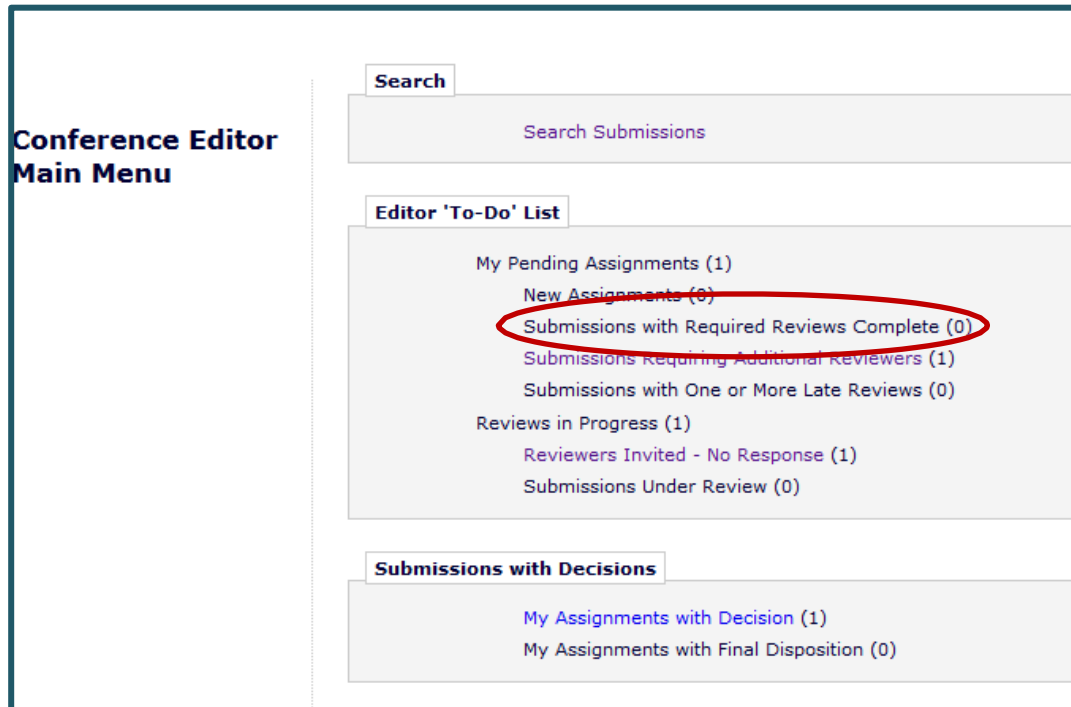 Conference Editor
Main Menu
Search
Search Submissions
Editor 'To-Do' List
My Pending Assignments (1)
New Assignments (0)
Submissions with Required Reviews Complete (0)
Submissions Requiring Additional Reviewers (1)
Submissions with One or More Late Reviews (0)
Reviews in Progress (1)
Reviewers Invited - No Response (1)
Submissions Under Review (0)
Submissions with Decisions
My Assignments with Decision (1)
My Assignments with Final Disposition (0)